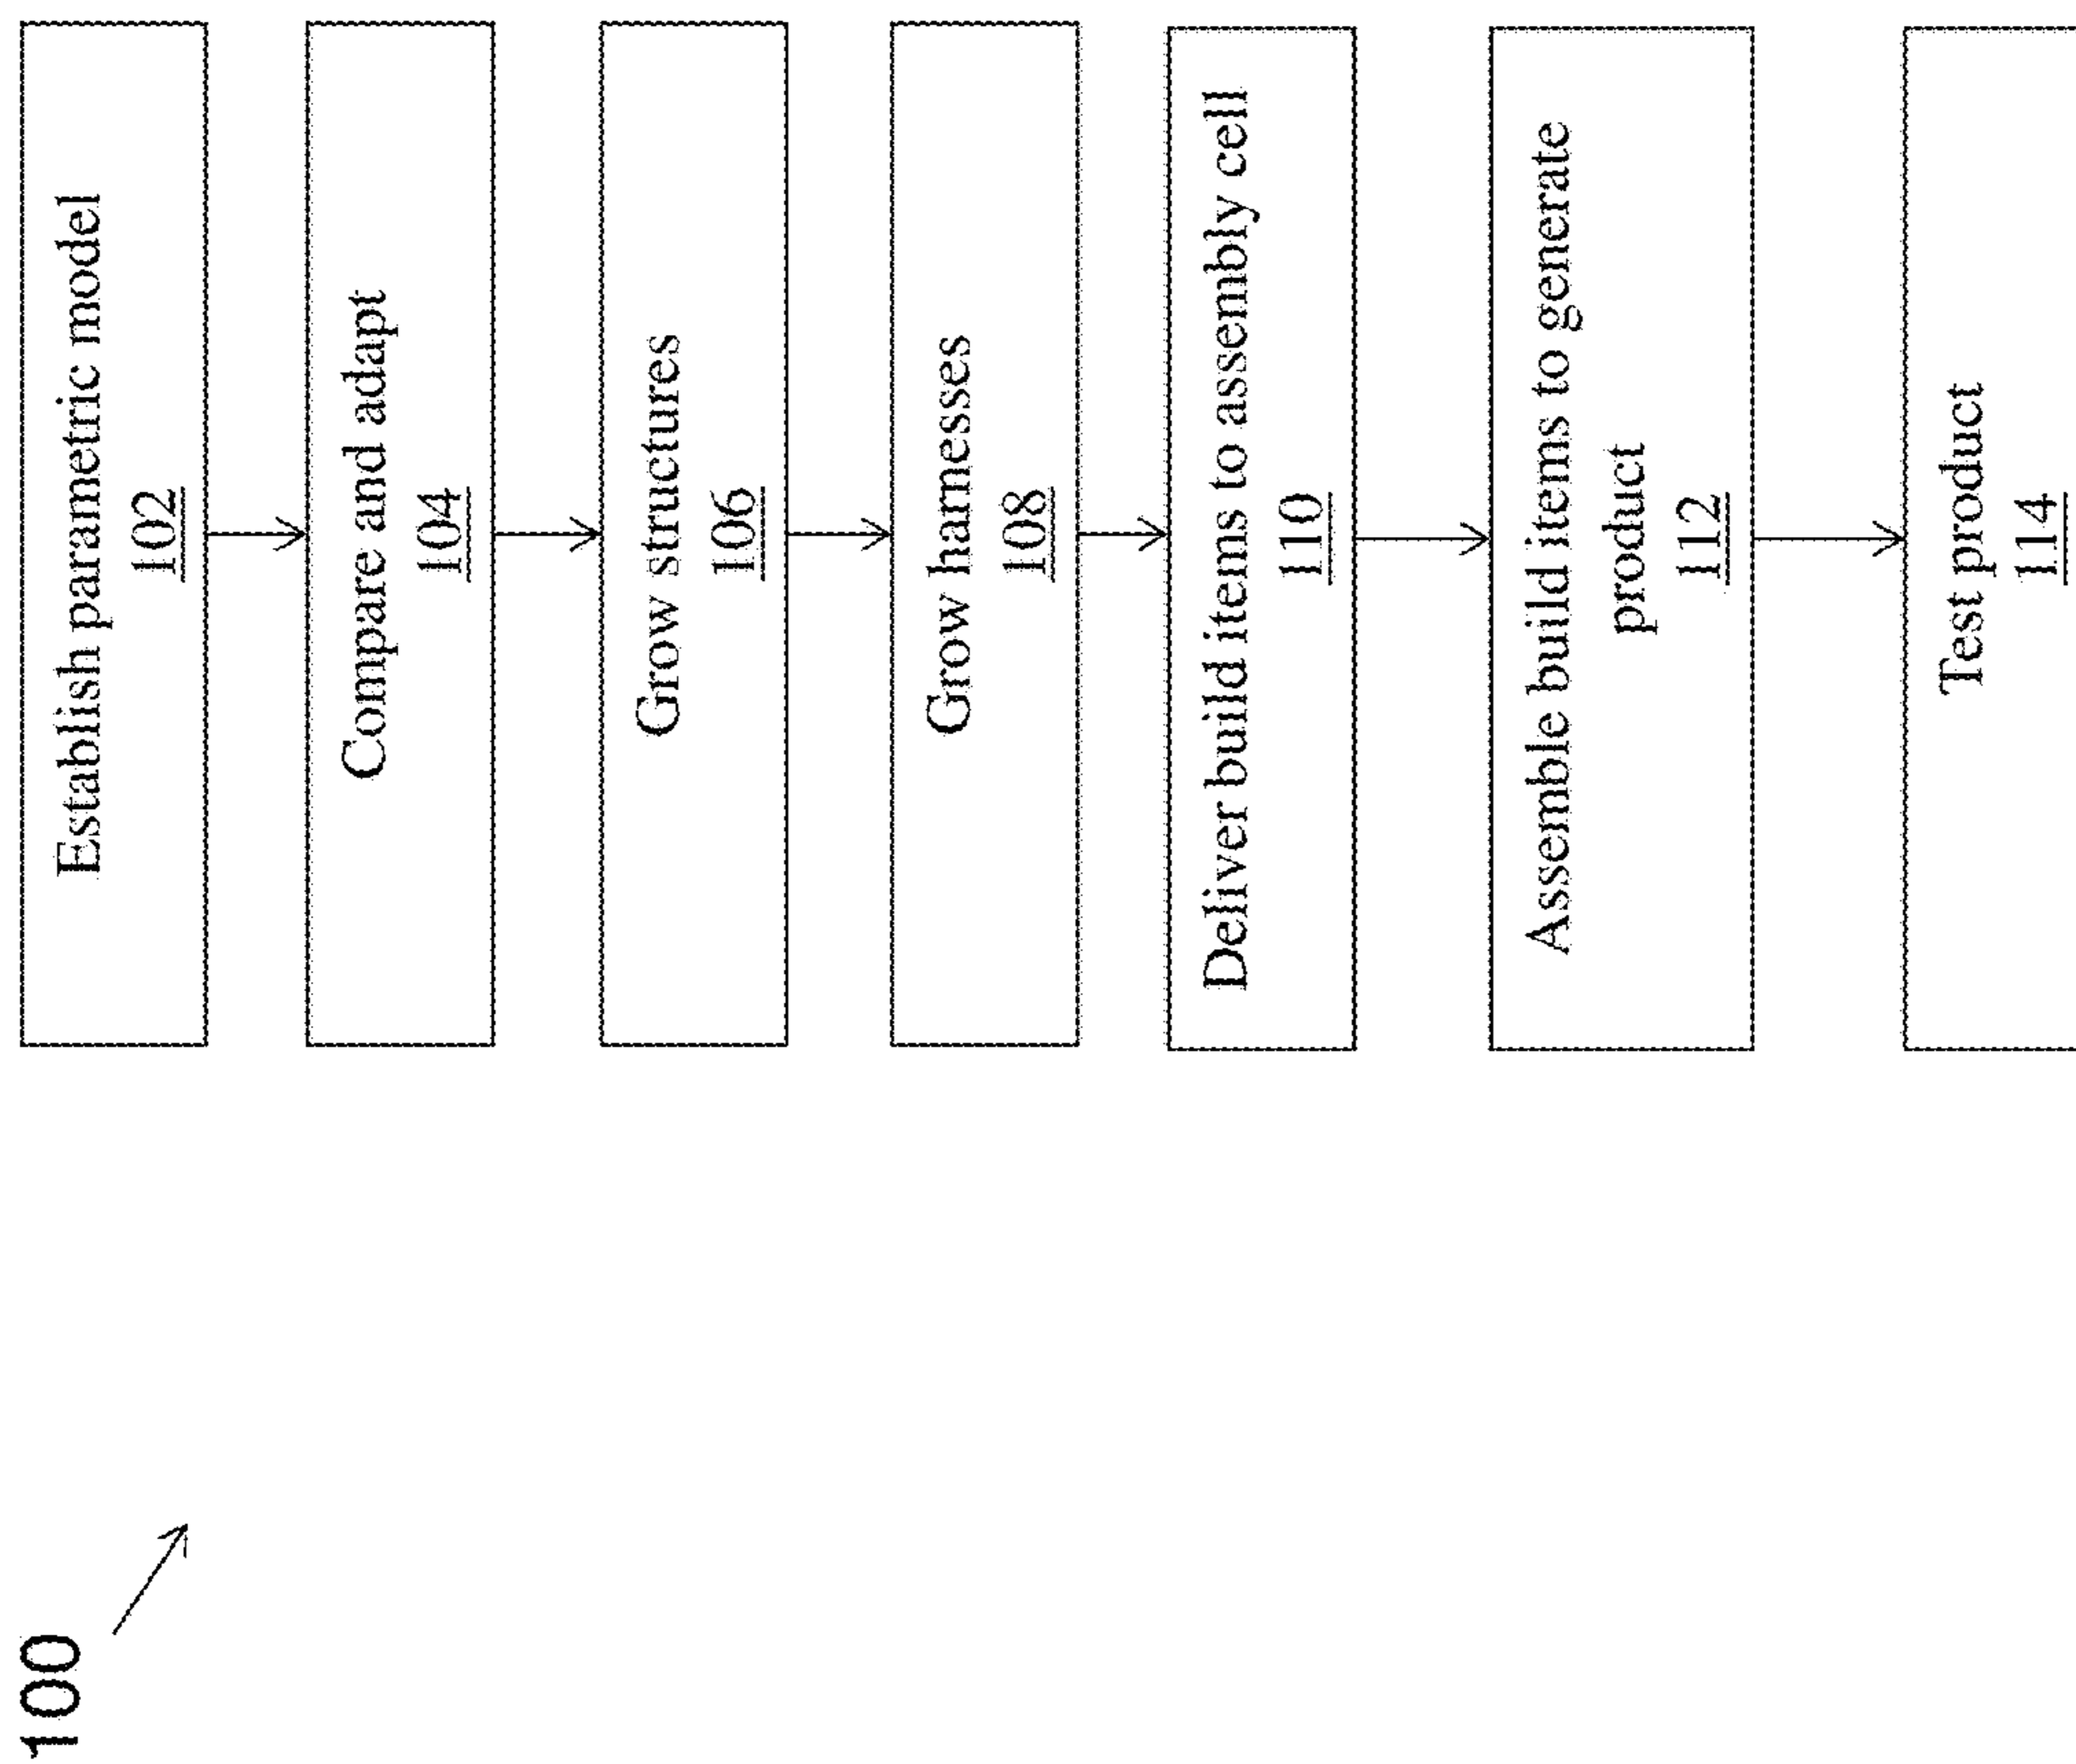 100
Establish parametric model
102
Compare and adapt
104
Grow structures
106
Grow harnesses
108
Deliver build items to assembly cell
110
Assemble build items to generate
product
112
Test product
114